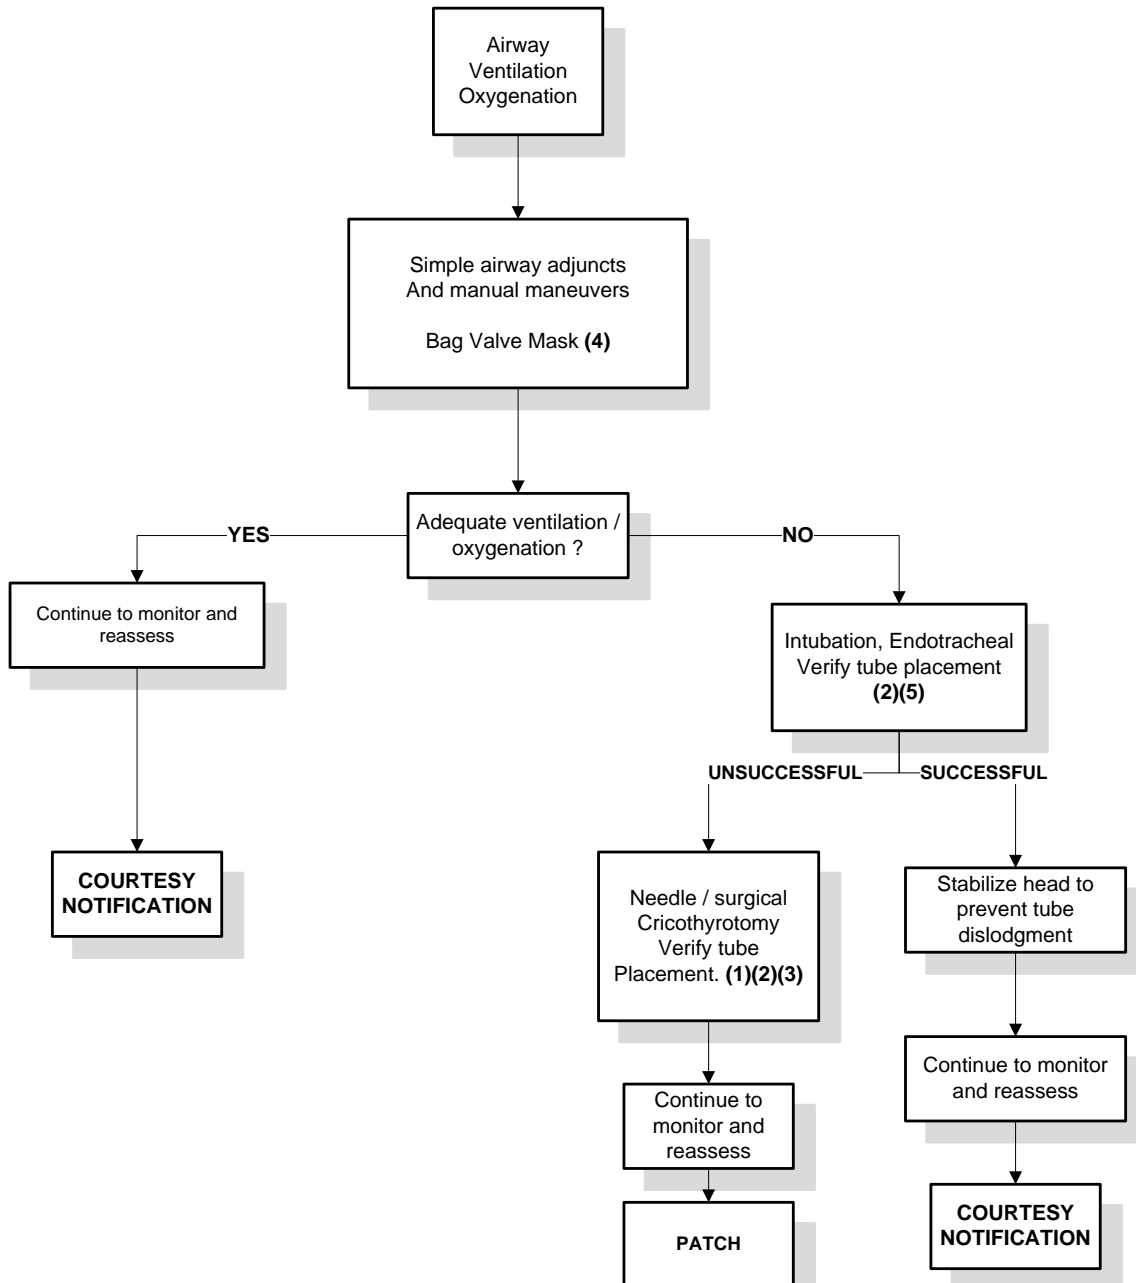 Airway
Ventilation
Oxygenation
Simple airway adjuncts
And manual maneuvers
Bag Valve Mask (4)
Adequate ventilation /
oxygenation ?
YES
NO
Continue to monitor and
reassess
Intubation, Endotracheal
Verify tube placement
(2)(5)
UNSUCCESSFUL
SUCCESSFUL
COURTESY
NOTIFICATION
Needle / surgical
Cricothyrotomy
Verify tube
Placement. (1)(2)(3)
Stabilize head to
prevent tube
dislodgment
Continue to
monitor and
reassess
Continue to monitor
and reassess
PATCH
COURTESY
NOTIFICATION